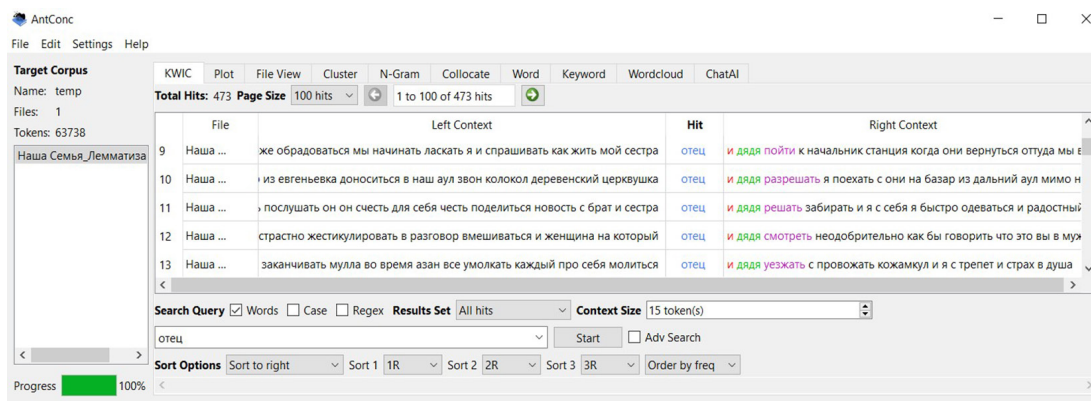 AntConc
File Edit Settings Help
Target Corpus
Name: temp
Files: 1
Tokens: 63738
Наша Семья_Лемматиза
Progress 100%
KWIC Plot File View Cluster N-Gram Collocate Word Keyword Wordcloud ChatAI
Total Hits: 473 Page Size 100 hits 1 to 100 of 473 hits
File Left Context Hit Right Context
9 Наша ... же обрадоваться мы начинать ласкать я и спрашивать как жить мой сестра отец и дядя пойти к начальник станция когда они вернуться оттуда мы
10 Наша ... из евгеньевка доноситься в наш аул звон колокол деревенский церквушка отец и дядя разрешать я поехать с они на базар из дальний аул мимо н
11 Наша ... послушать он он счесть для себя честь поделиться новость с брат и сестра отец и дядя решать забирать и я с себя я быстро одеваться и радостный
12 Наша ... страстно жестикулировать в разговор вмешиваться и женщина на который отец и дядя смотреть неодобрительно как бы говорить что это вы в муж
13 Наша ... заканчивать мулла во время азан все умолкать каждый про себя молиться отец и дядя уезжать с провожать кожамкул и я с трепет и страх в душа
Search Query Words Case Regex Results Set All hits Context Size 15 token(s)
отец Start Adv Search
Sort Options Sort to right Sort 1 1R Sort 2 2R Sort 3 3R Order by freq